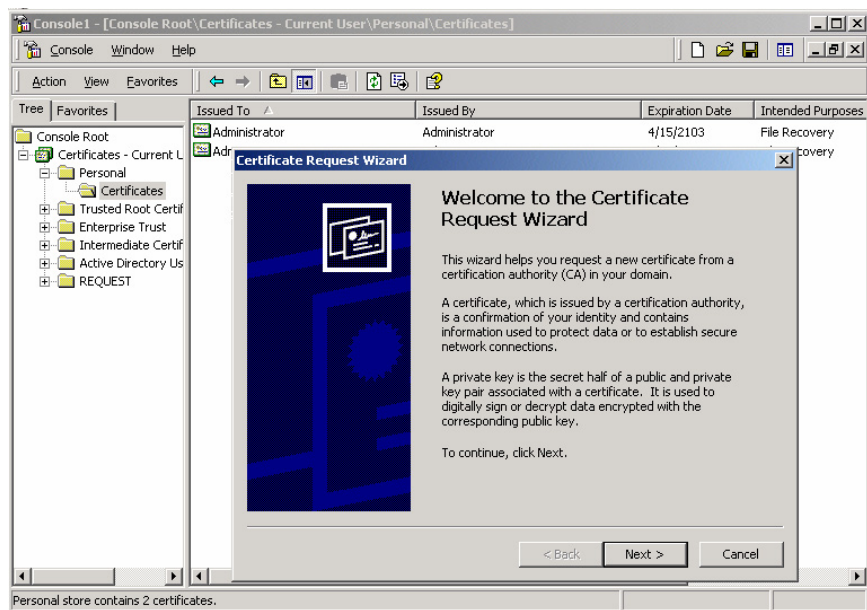 Console1 - [Console Root\Certificates - Current User\Personal\Certificates]
Console Window Help
Action View Favorites
Tree Favorites
Issued To Issued By Expiration Date Intended Purposes
Console Root
Certificates - Current U
Personal
Certificates
Trusted Root Certif
Enterprise Trust
Intermediate Certif
Active Directory Us
REQUEST
Administrator Administrator 4/15/2103 File Recovery
Adr covery
Certificate Request Wizard
Welcome to the Certificate
Request Wizard
This wizard helps you request a new certificate from a
certification authority (CA) in your domain.
A certificate, which is issued by a certification authority,
is a confirmation of your identity and contains
information used to protect data or to establish secure
network connections.
A private key is the secret half of a public and private
key pair associated with a certificate. It is used to
digitally sign or decrypt data encrypted with the
corresponding public key.
To continue, click Next.
< Back Next > Cancel
Personal store contains 2 certificates.